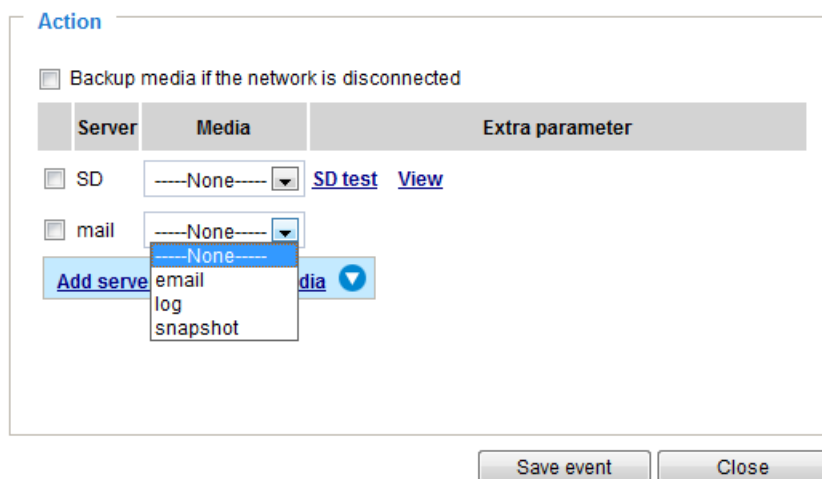 Action
Backup media if the network is disconnected
Server Media Extra parameter
SD -----None----- SD test View
mail -----None-----
-----None-----
Add serve dia
email
log
snapshot
Save event Close